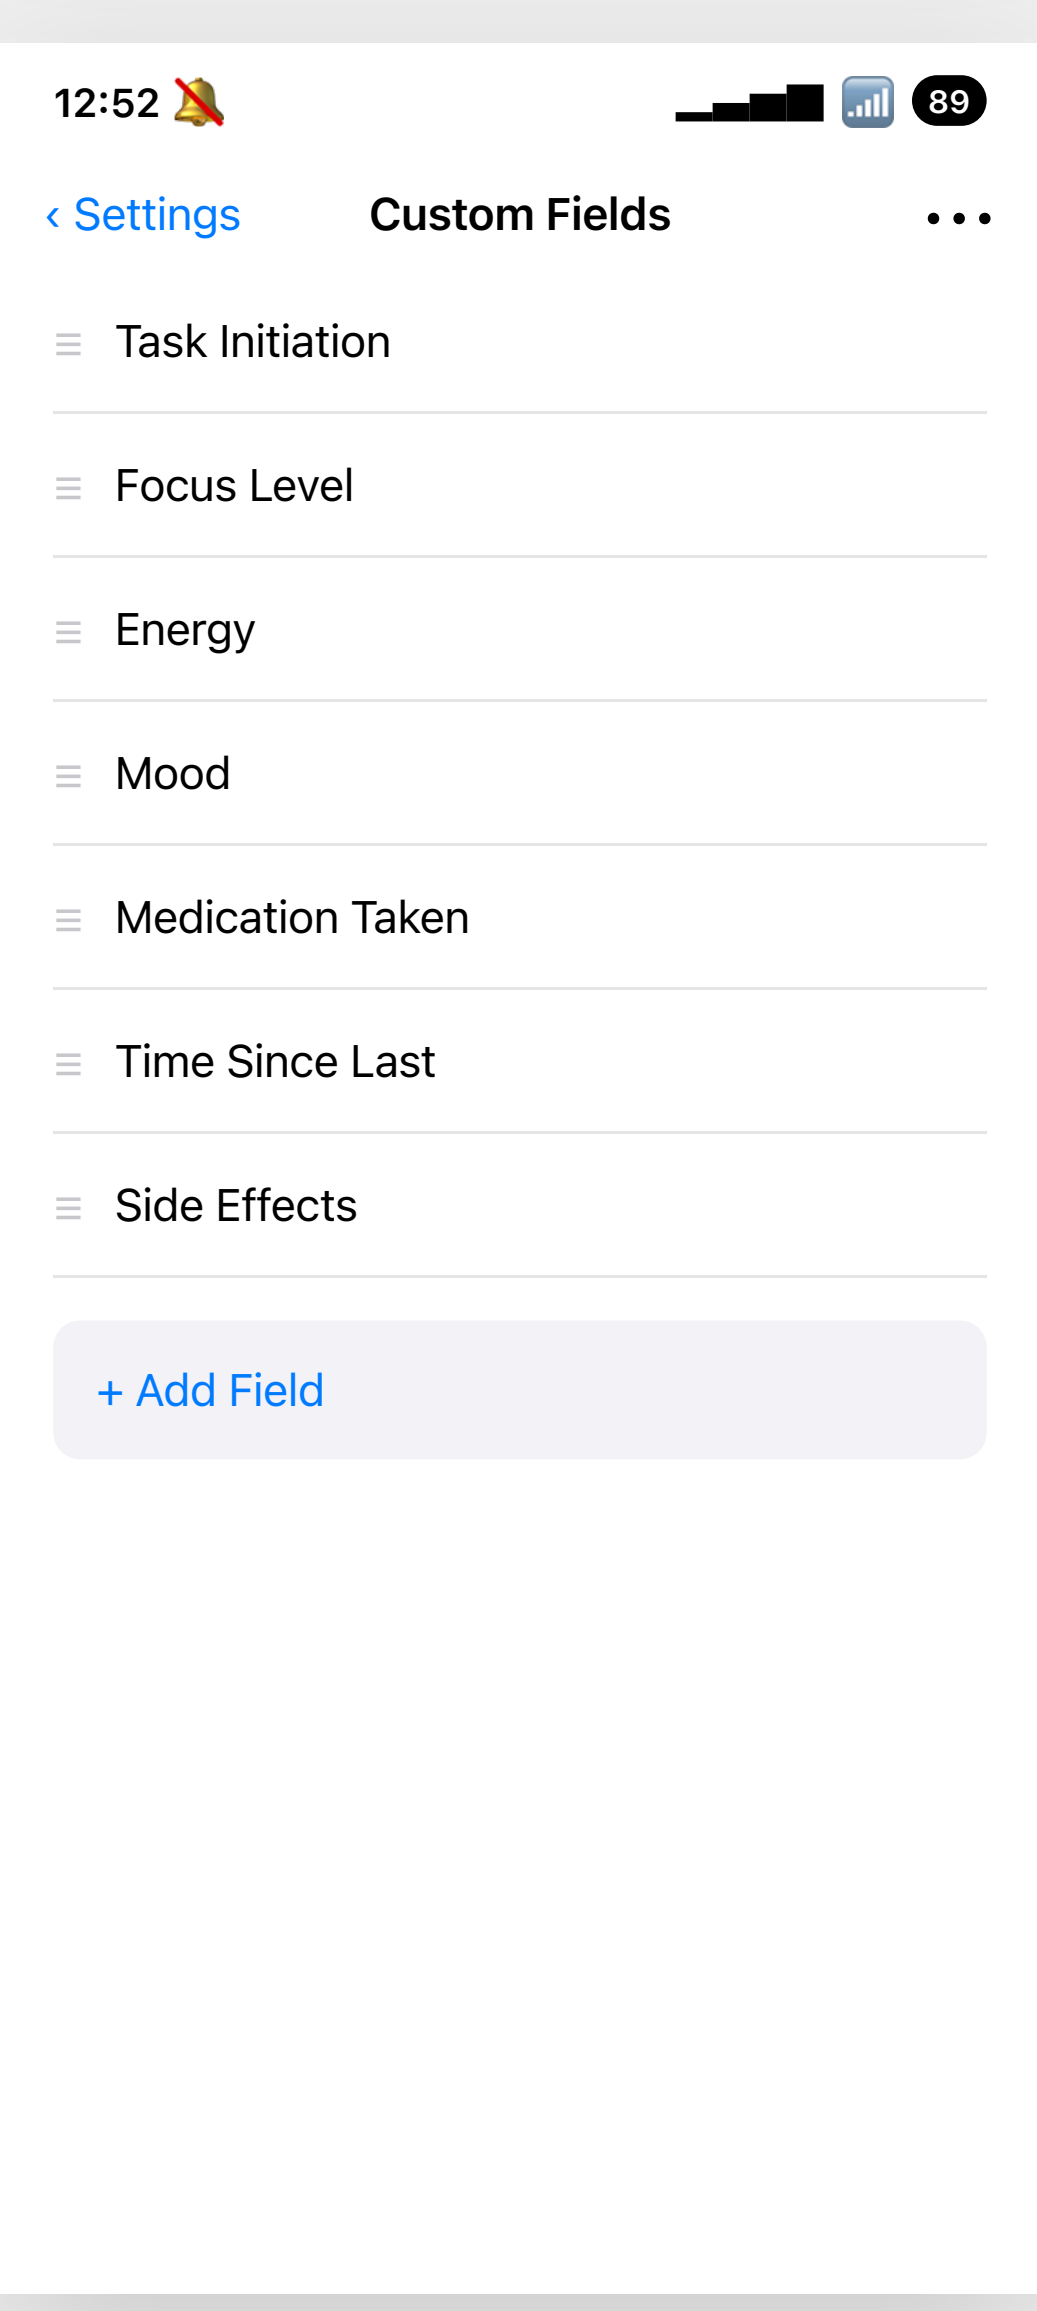 12:52
89
‹ Settings
Custom Fields
Task Initiation
Focus Level
Energy
Mood
Medication Taken
Time Since Last
Side Effects
+ Add Field